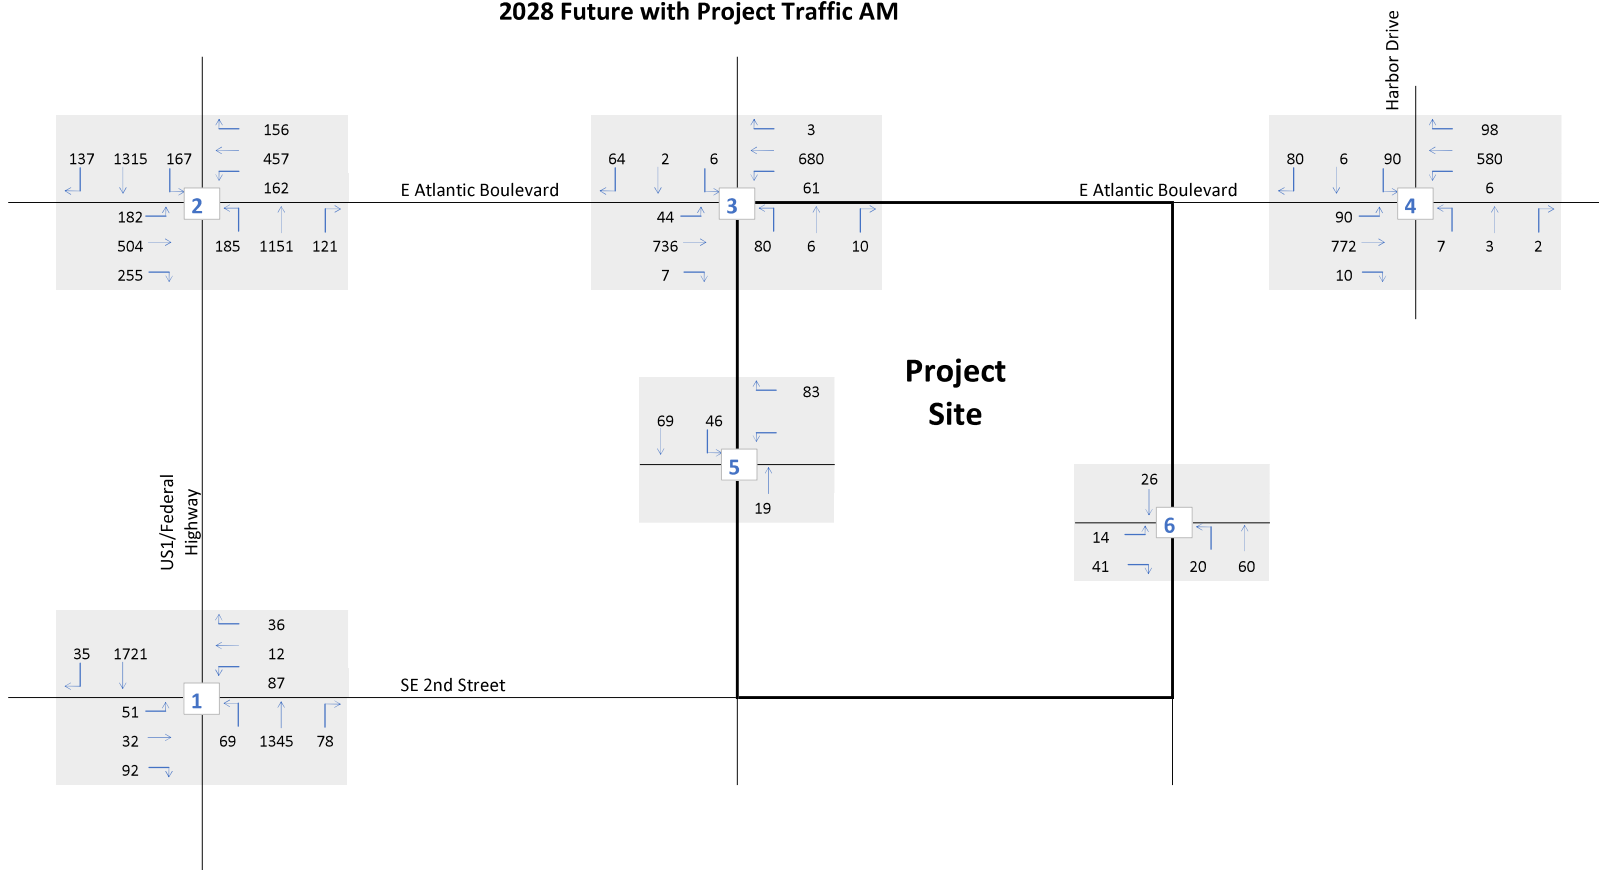 2028 Future with Project Traffic AM
Harbor Drive
156
3
98
137 1315 167
457
64 2 6
680
80 6 90
580
162
E Atlantic Boulevard
61
E Atlantic Boulevard
6
2
3
4
182
44
90
504
185 1151 121
736
80 6 10
772
7 3 2
255
7
10
Project
Site
83
69 46
5
19
26
6
14
41
20 60
US1/Federal
Highway
36
35 1721
12
87
SE 2nd Street
1
51
32
69 1345 78
92